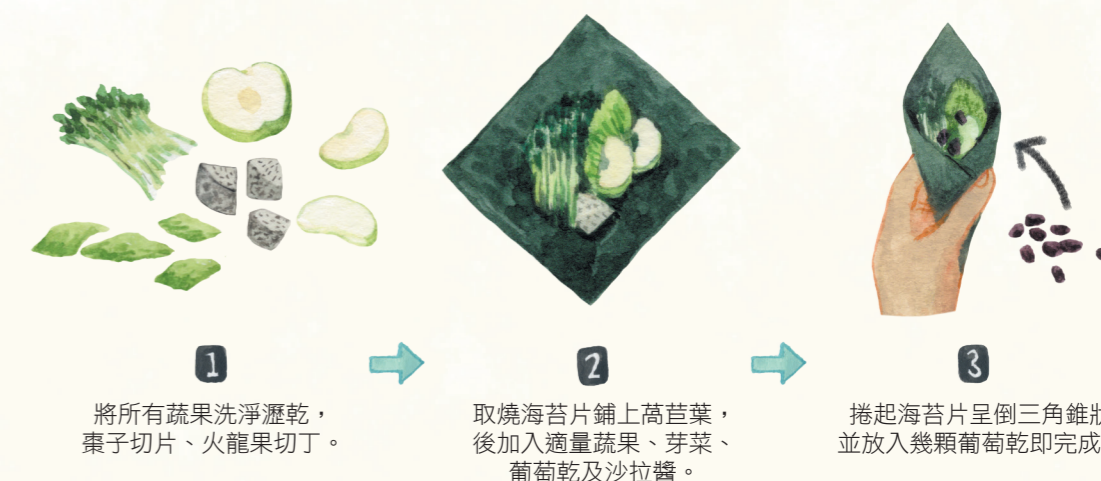 1
將所有蔬果洗淨瀝乾，
棗子切片、火龍果切丁。
2
取燒海苔片鋪上萵苣葉，
後加入適量蔬果、芽菜、
葡萄乾及沙拉醬。
3
捲起海苔片呈倒三角錐狀
並放入幾顆葡萄乾即完成